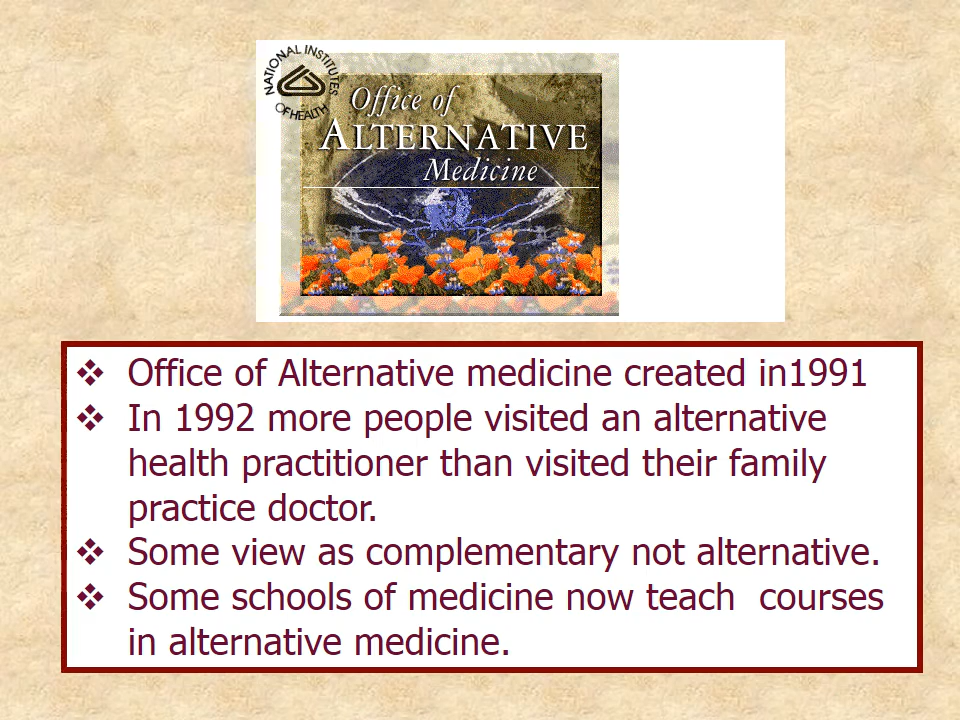 NATIONAL INSTITUTES
OF HEALTH
Office of
ALTERNATIVE
Medicine
❖ Office of Alternative medicine created in1991
❖ In 1992 more people visited an alternative
health practitioner than visited their family
practice doctor.
❖ Some view as complementary not alternative.
❖ Some schools of medicine now teach  courses
in alternative medicine.